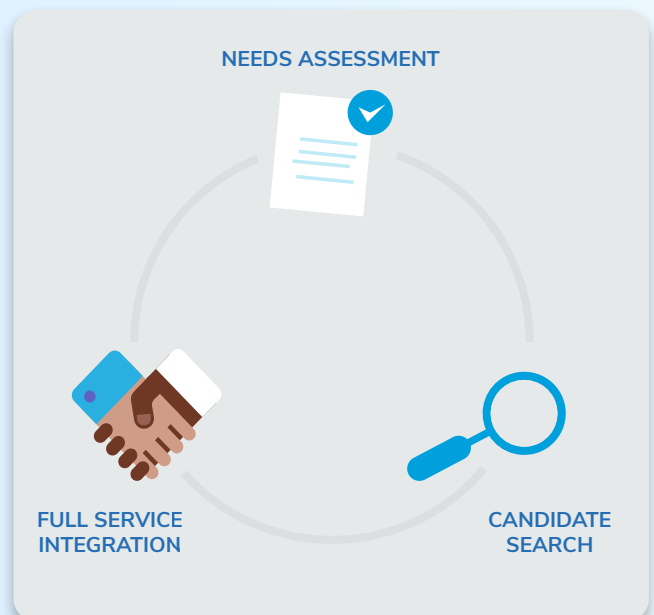 NEEDS ASSESSMENT
FULL SERVICE
INTEGRATION
CANDIDATE
SEARCH